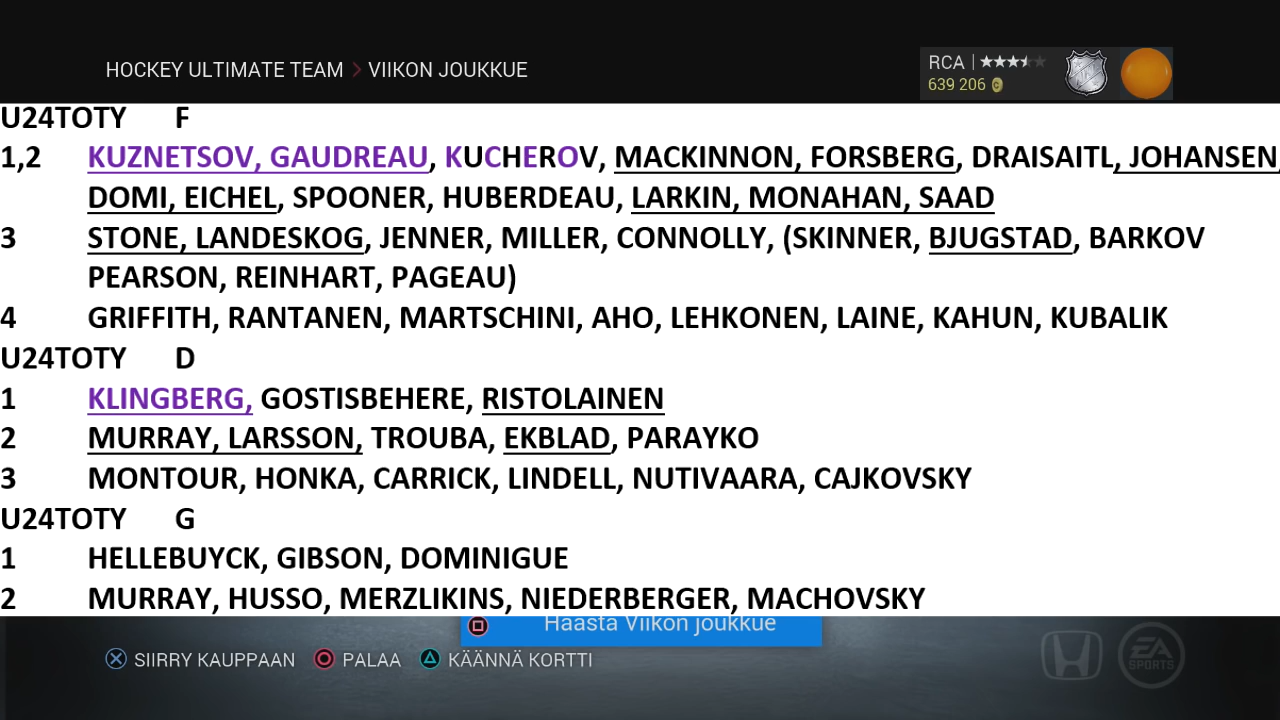 HOCKEY ULTIMATE TEAM > VIIKON JOUKKUE
RCA | ★★★
639 206
U24TOTY F
1,2 KUZNETSOV, GAUDREAU, KUCHEROV, MACKINNON, FORSBERG, DRAISAITL, JOHANSEN,
DOMI, EICHEL, SPOONER, HUBERDEAU, LARKIN, MONAHAN, SAAD
3 STONE, LANDESKOG, JENNER, MILLER, CONNOLLY, (SKINNER, BJUGSTAD, BARKOV
PEARSON, REINHART, PAGEAU)
4 GRIFFITH, RANTANEN, MARTSCHINI, AHO, LEHKONEN, LAINE, KAHUN, KUBALIK
U24TOTY D
1 KLINGBERG, GOSTISBEHERE, RISTOLAINEN
2 MURRAY, LARSSON, TROUBA, EKBLAD, PARAYKO
3 MONTOUR, HONKA, CARRICK, LINDELL, NUTIVAARA, CAJKOVSKY
U24TOTY G
1 HELLEBUYCK, GIBSON, DOMINIGUE
2 MURRAY, HUSSO, MERZLIKINS, NIEDERBERGER, MACHOVSKY
Haasta Viikon joukkue
SIIRRY KAUPPAAN PALAA KÄÄNNÄ KORTTI
EA SPORTS